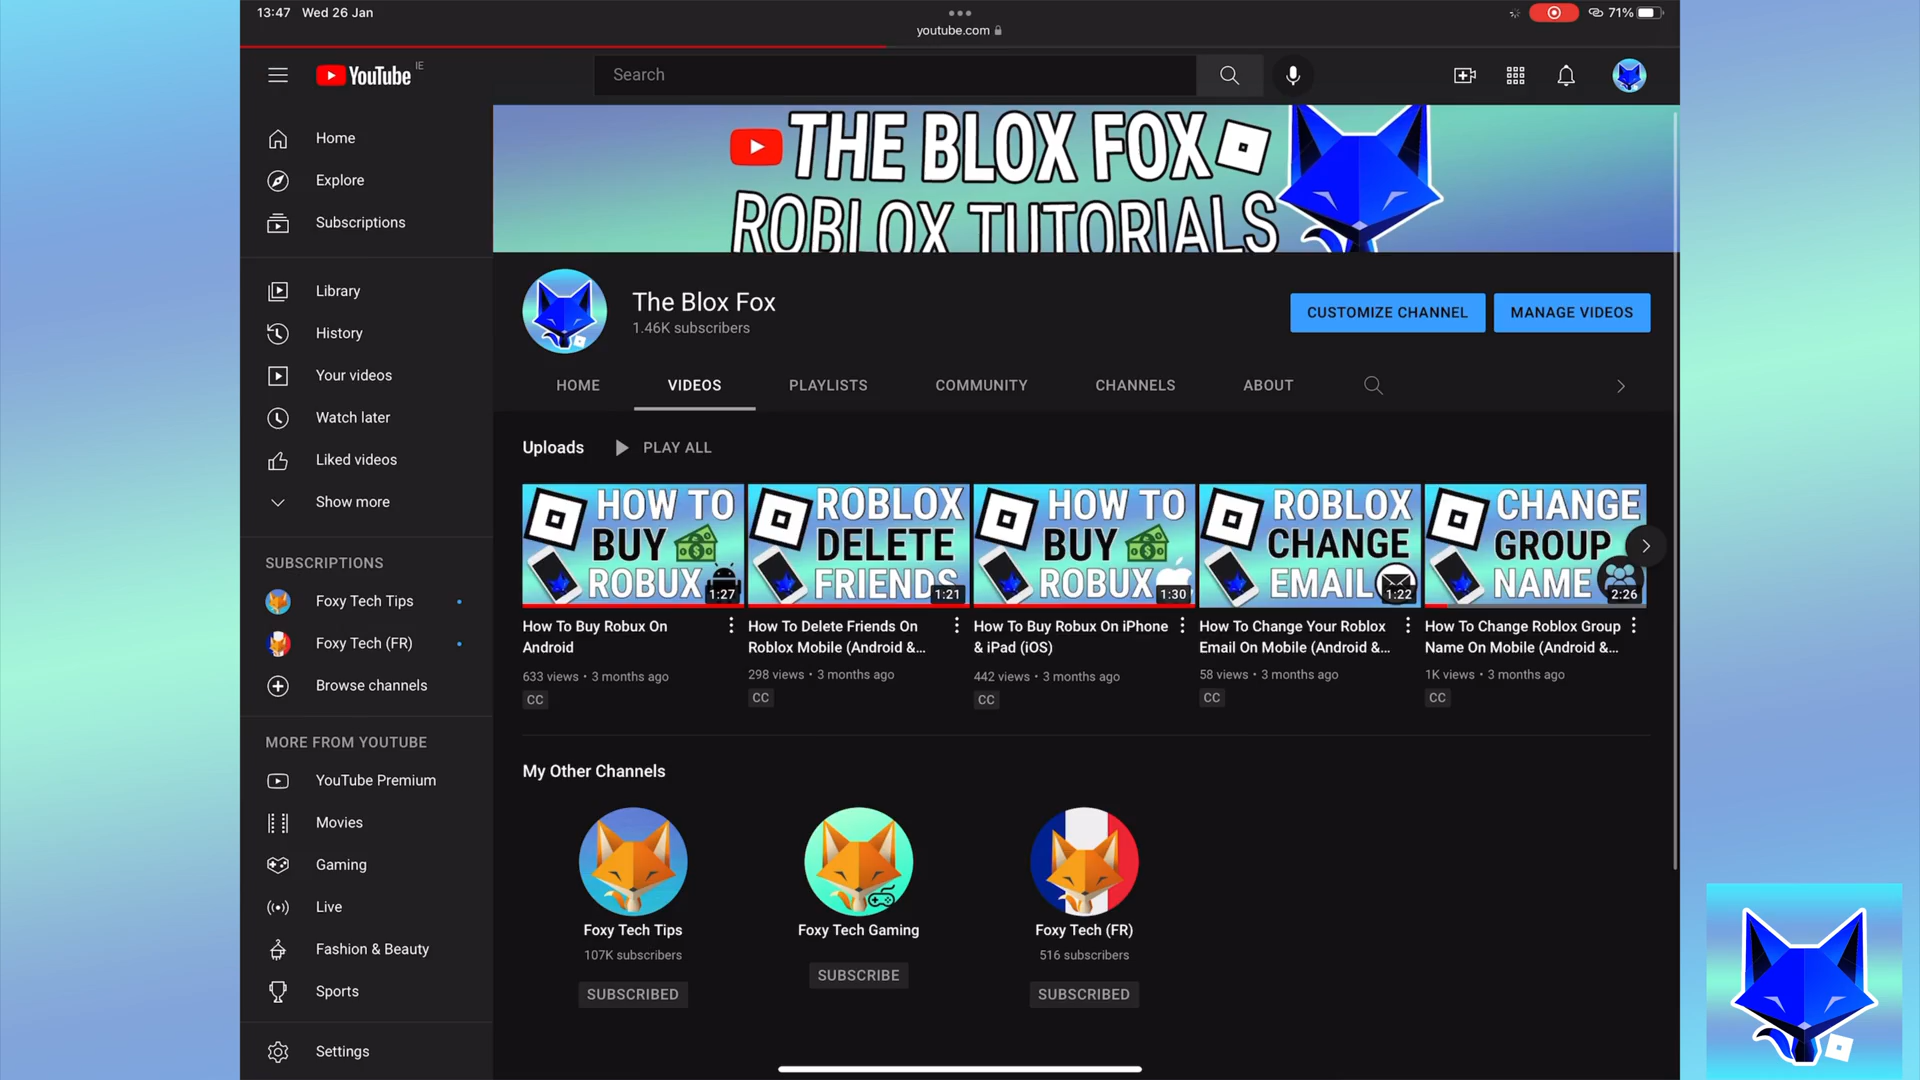 13:47 Wed 26 Jan
71%
youtube.com
YouTube IE
Search
Home
Explore
Subscriptions
Library
History
Your videos
Watch later
Liked videos
Show more
SUBSCRIPTIONS
Foxy Tech Tips
Foxy Tech (FR)
Browse channels
MORE FROM YOUTUBE
YouTube Premium
Movies
Gaming
Live
Fashion & Beauty
Sports
Settings
THE BLOX FOX
ROBLOX TUTORIALS
The Blox Fox
1.46K subscribers
CUSTOMIZE CHANNEL
MANAGE VIDEOS
HOME VIDEOS PLAYLISTS COMMUNITY CHANNELS ABOUT
Uploads PLAY ALL
HOW TO
BUY
ROBUX
1:27
How To Buy Robux On
Android
633 views • 3 months ago
CC
ROBLOX
DELETE
FRIENDS
1:21
How To Delete Friends On
Roblox Mobile (Android &...
298 views • 3 months ago
CC
HOW TO
BUY
ROBUX
1:30
How To Buy Robux On iPhone
& iPad (iOS)
442 views • 3 months ago
CC
ROBLOX
CHANGE
EMAIL
1:22
How To Change Your Roblox
Email On Mobile (Android &...
58 views • 3 months ago
CC
CHANGE
GROUP
NAME
2:26
How To Change Roblox Group
Name On Mobile (Android &...
1K views • 3 months ago
CC
My Other Channels
Foxy Tech Tips
107K subscribers
SUBSCRIBED
Foxy Tech Gaming
SUBSCRIBE
Foxy Tech (FR)
516 subscribers
SUBSCRIBED